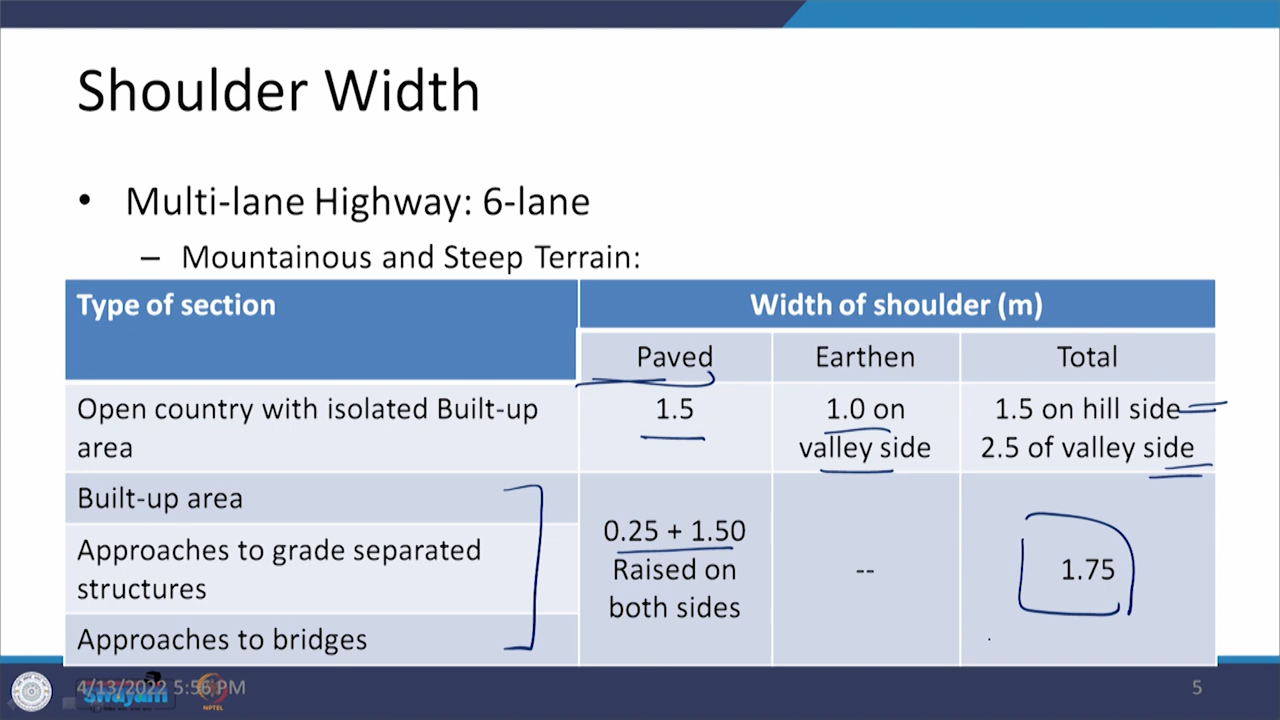 Shoulder Width
• Multi-lane Highway: 6-lane
– Mountainous and Steep Terrain:
Type of section
Width of shoulder (m)
Paved
Earthen
Total
Open country with isolated Built-up
area
1.5
1.0 on
valley side
1.5 on hill side
2.5 of valley side
Built-up area
Approaches to grade separated
structures
Approaches to bridges
0.25 + 1.50
Raised on
both sides
--
1.75
4/13/2022 5:56 PM
swayam
NPTEL
5